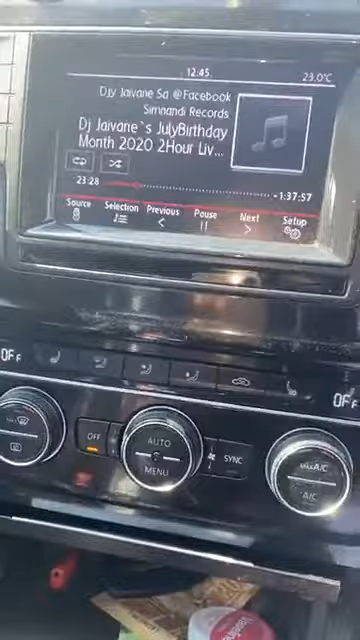 12:45
23.0°C
Djy Jaivane Sa @Facebook
Simnandi Records
Dj Jaivane`s JulyBirthday
Month 2020 2Hour Liv...
23:28
-1:37:57
Source Selection Previous Pause Next Setup
OFF
OFF
OFF
AUTO
MENU
SYNC
MAX A/C
A/C